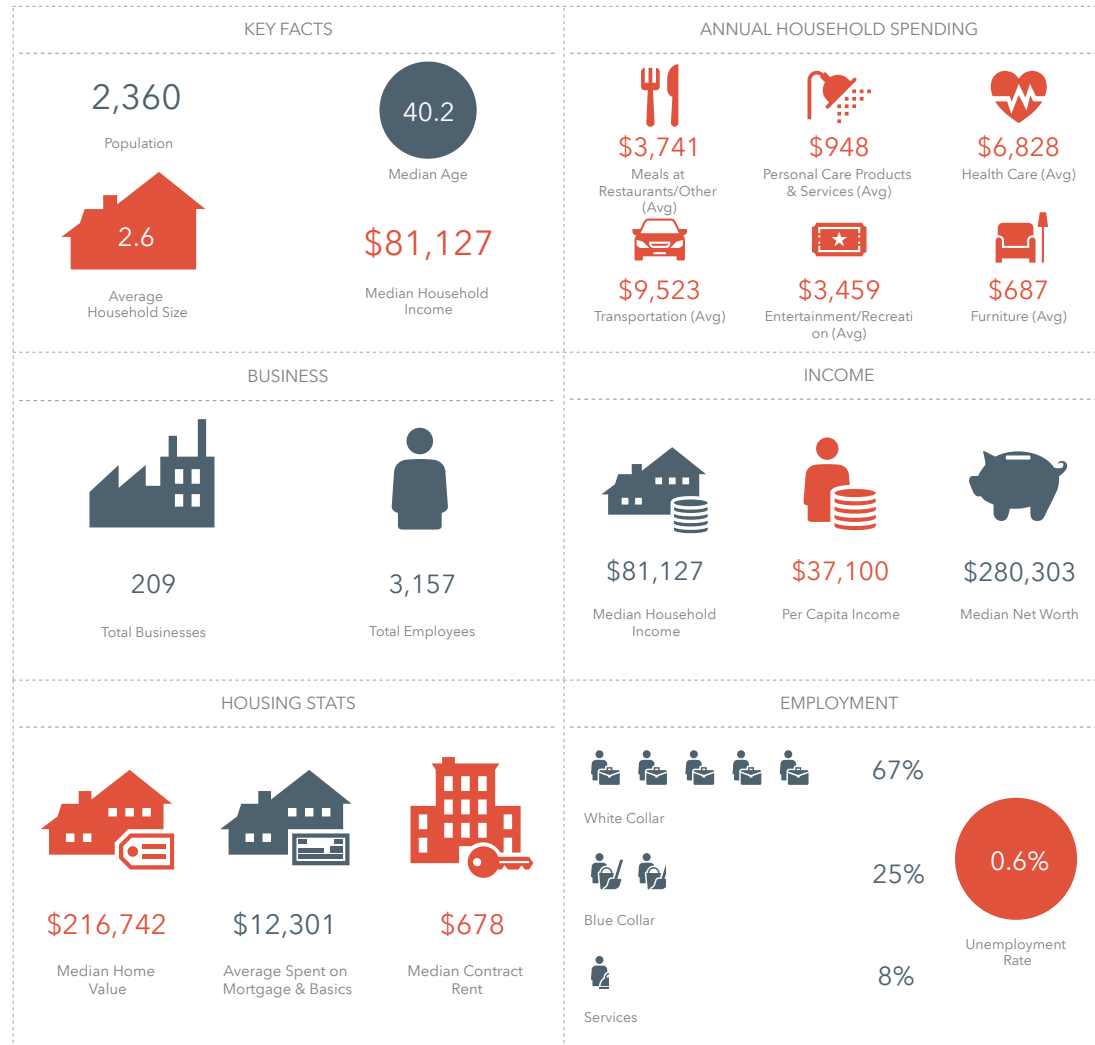 KEY FACTS
2,360
Population
40.2
Median Age
2.6
Average
Household Size
$81,127
Median Household
Income
ANNUAL HOUSEHOLD SPENDING
$3,741
Meals at
Restaurants/Other
(Avg)
$948
Personal Care Products
& Services (Avg)
$6,828
Health Care (Avg)
$9,523
Transportation (Avg)
$3,459
Entertainment/Recreati
on (Avg)
$687
Furniture (Avg)
BUSINESS
209
Total Businesses
3,157
Total Employees
INCOME
$81,127
Median Household
Income
$37,100
Per Capita Income
$280,303
Median Net Worth
HOUSING STATS
$216,742
Median Home
Value
$12,301
Average Spent on
Mortgage & Basics
$678
Median Contract
Rent
EMPLOYMENT
67%
White Collar
25%
Blue Collar
8%
Services
0.6%
Unemployment
Rate